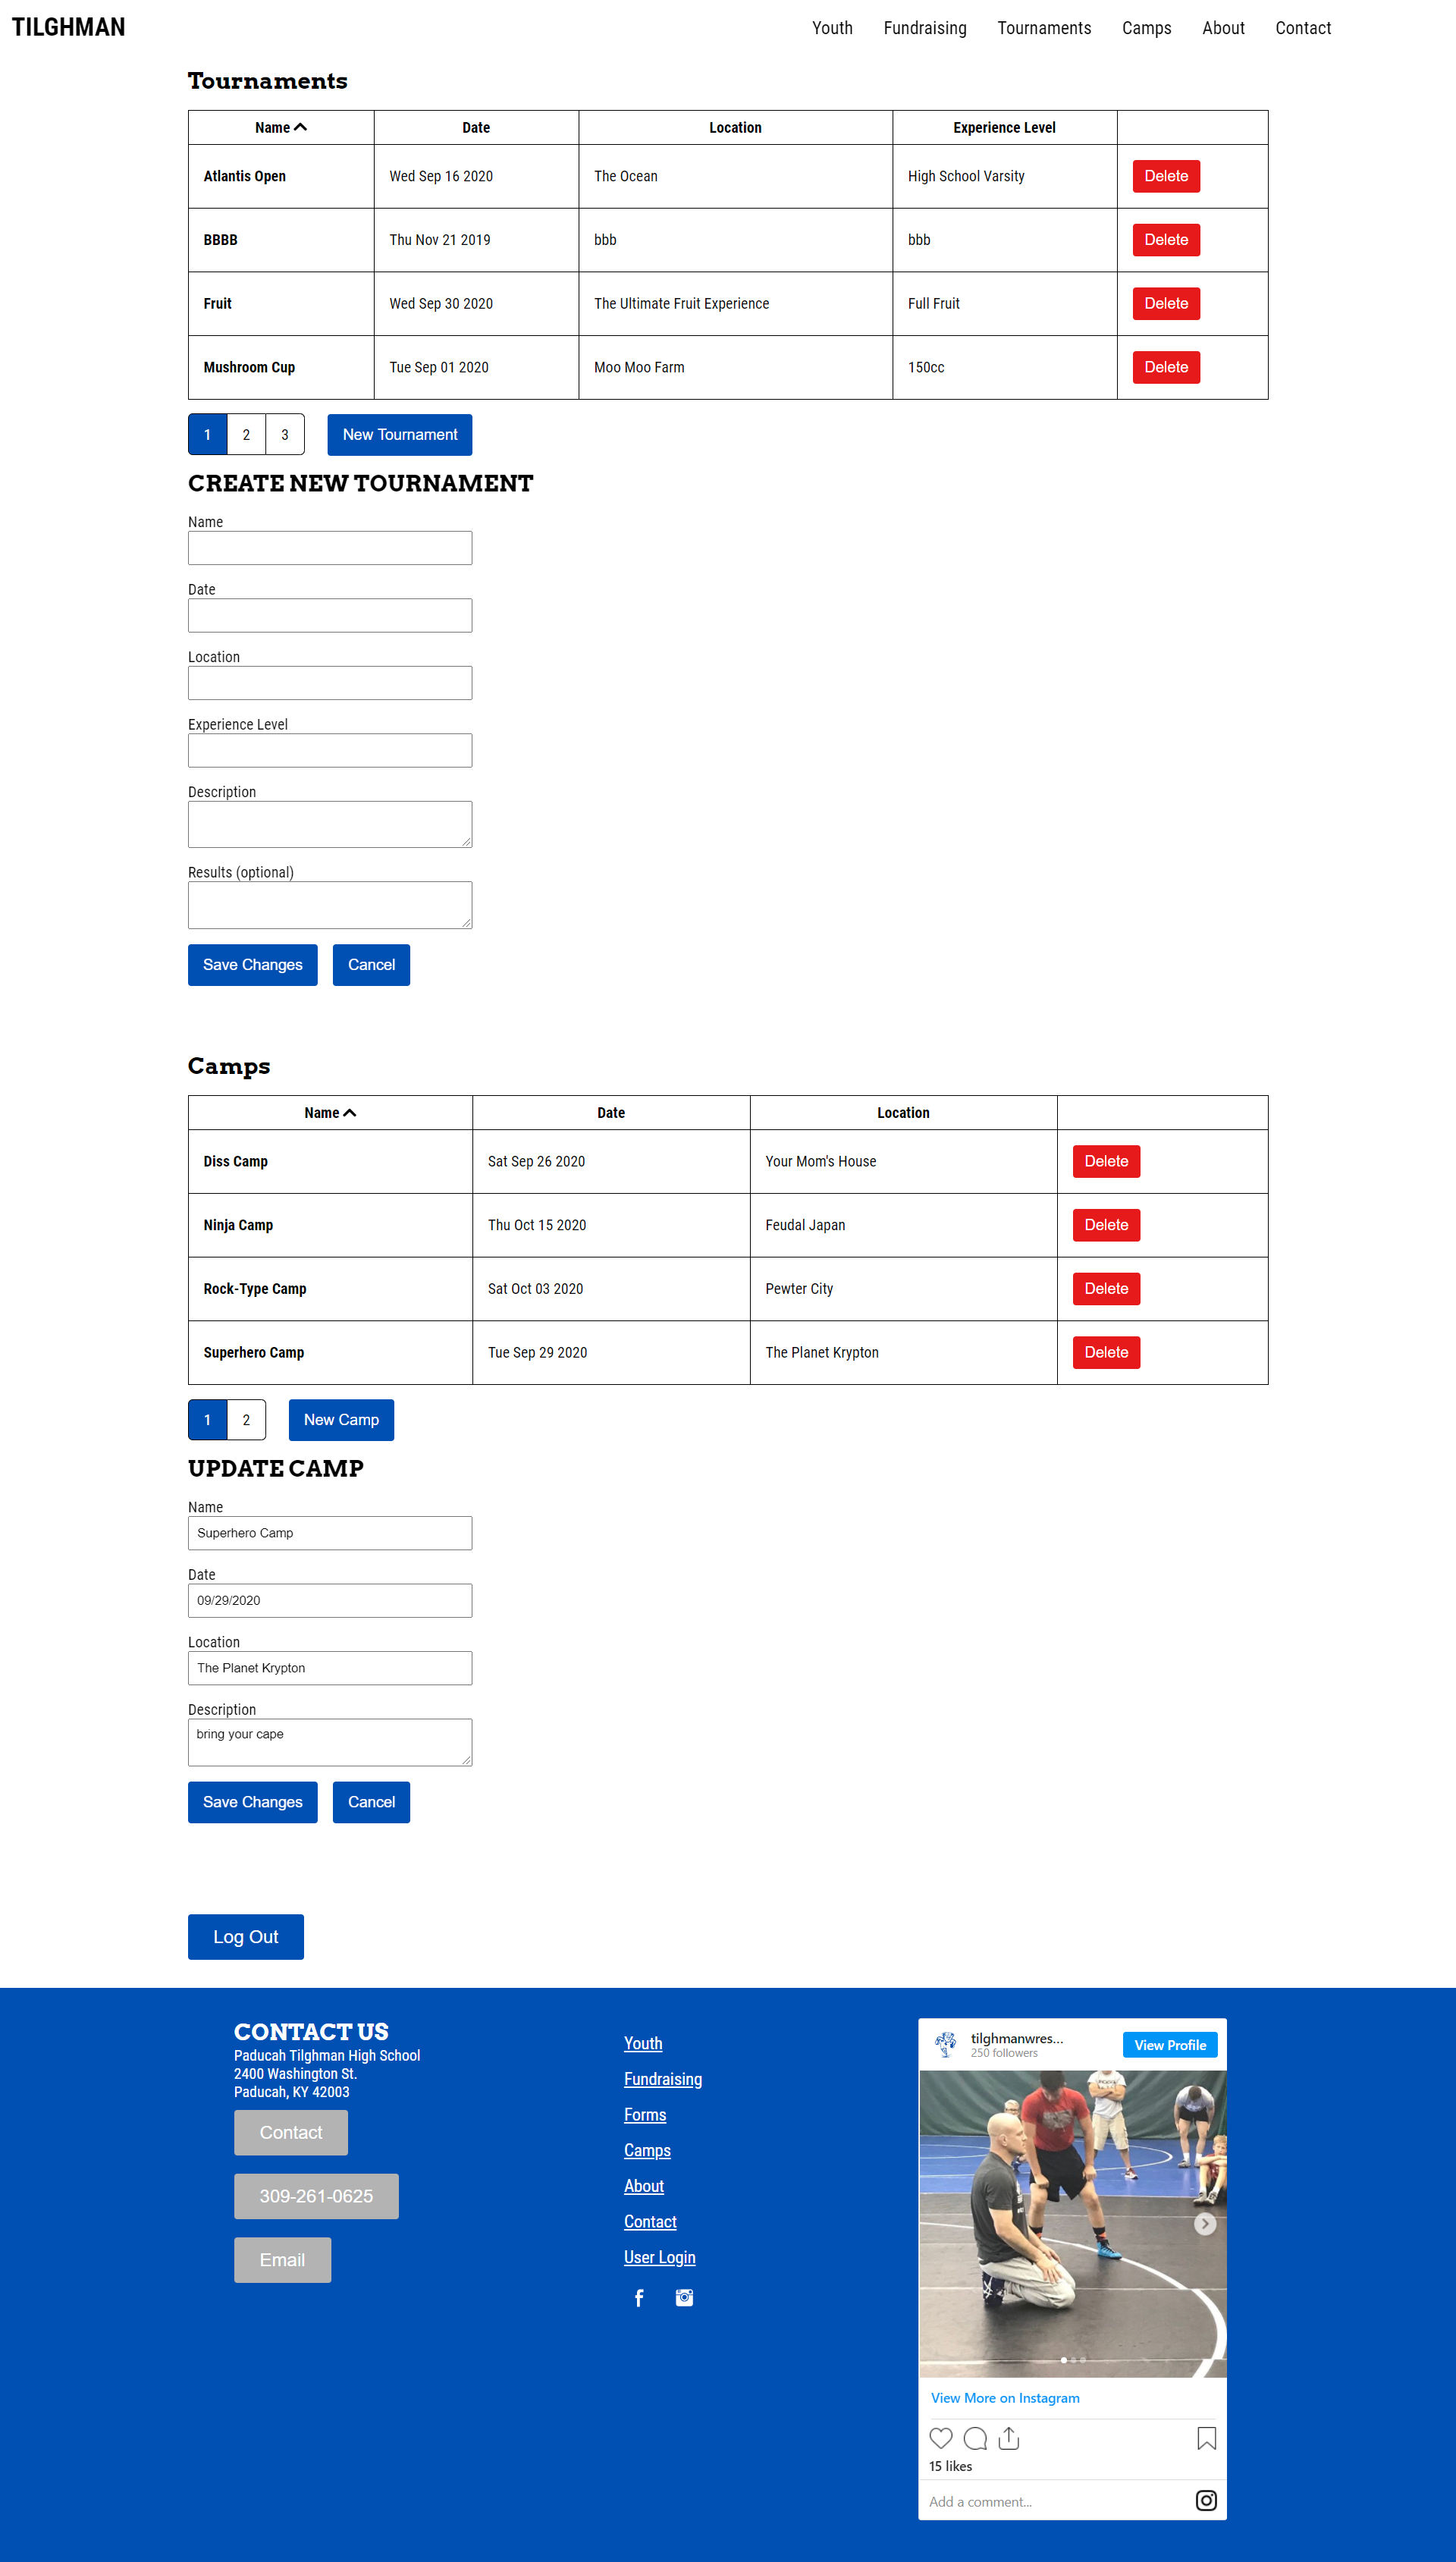 TILGHMAN
Youth Fundraising Tournaments Camps About Contact
Tournaments
Name Date Location Experience Level
Atlantis Open Wed Sep 16 2020 The Ocean High School Varsity Delete
BBBB Thu Nov 21 2019 bbb bbb Delete
Fruit Wed Sep 30 2020 The Ultimate Fruit Experience Full Fruit Delete
Mushroom Cup Tue Sep 01 2020 Moo Moo Farm 150cc Delete
1 2 3 New Tournament
CREATE NEW TOURNAMENT
Name
Date
Location
Experience Level
Description
Results (optional)
Save Changes Cancel
Camps
Name Date Location
Diss Camp Sat Sep 26 2020 Your Mom's House Delete
Ninja Camp Thu Oct 15 2020 Feudal Japan Delete
Rock-Type Camp Sat Oct 03 2020 Pewter City Delete
Superhero Camp Tue Sep 29 2020 The Planet Krypton Delete
1 2 New Camp
UPDATE CAMP
Name
Superhero Camp
Date
09/29/2020
Location
The Planet Krypton
Description
bring your cape
Save Changes Cancel
Log Out
CONTACT US
Paducah Tilghman High School
2400 Washington St.
Paducah, KY 42003
Contact
309-261-0625
Email
Youth
Fundraising
Forms
Camps
About
Contact
User Login
tilghmanwres...
250 followers
View Profile
View More on Instagram
15 likes
Add a comment...